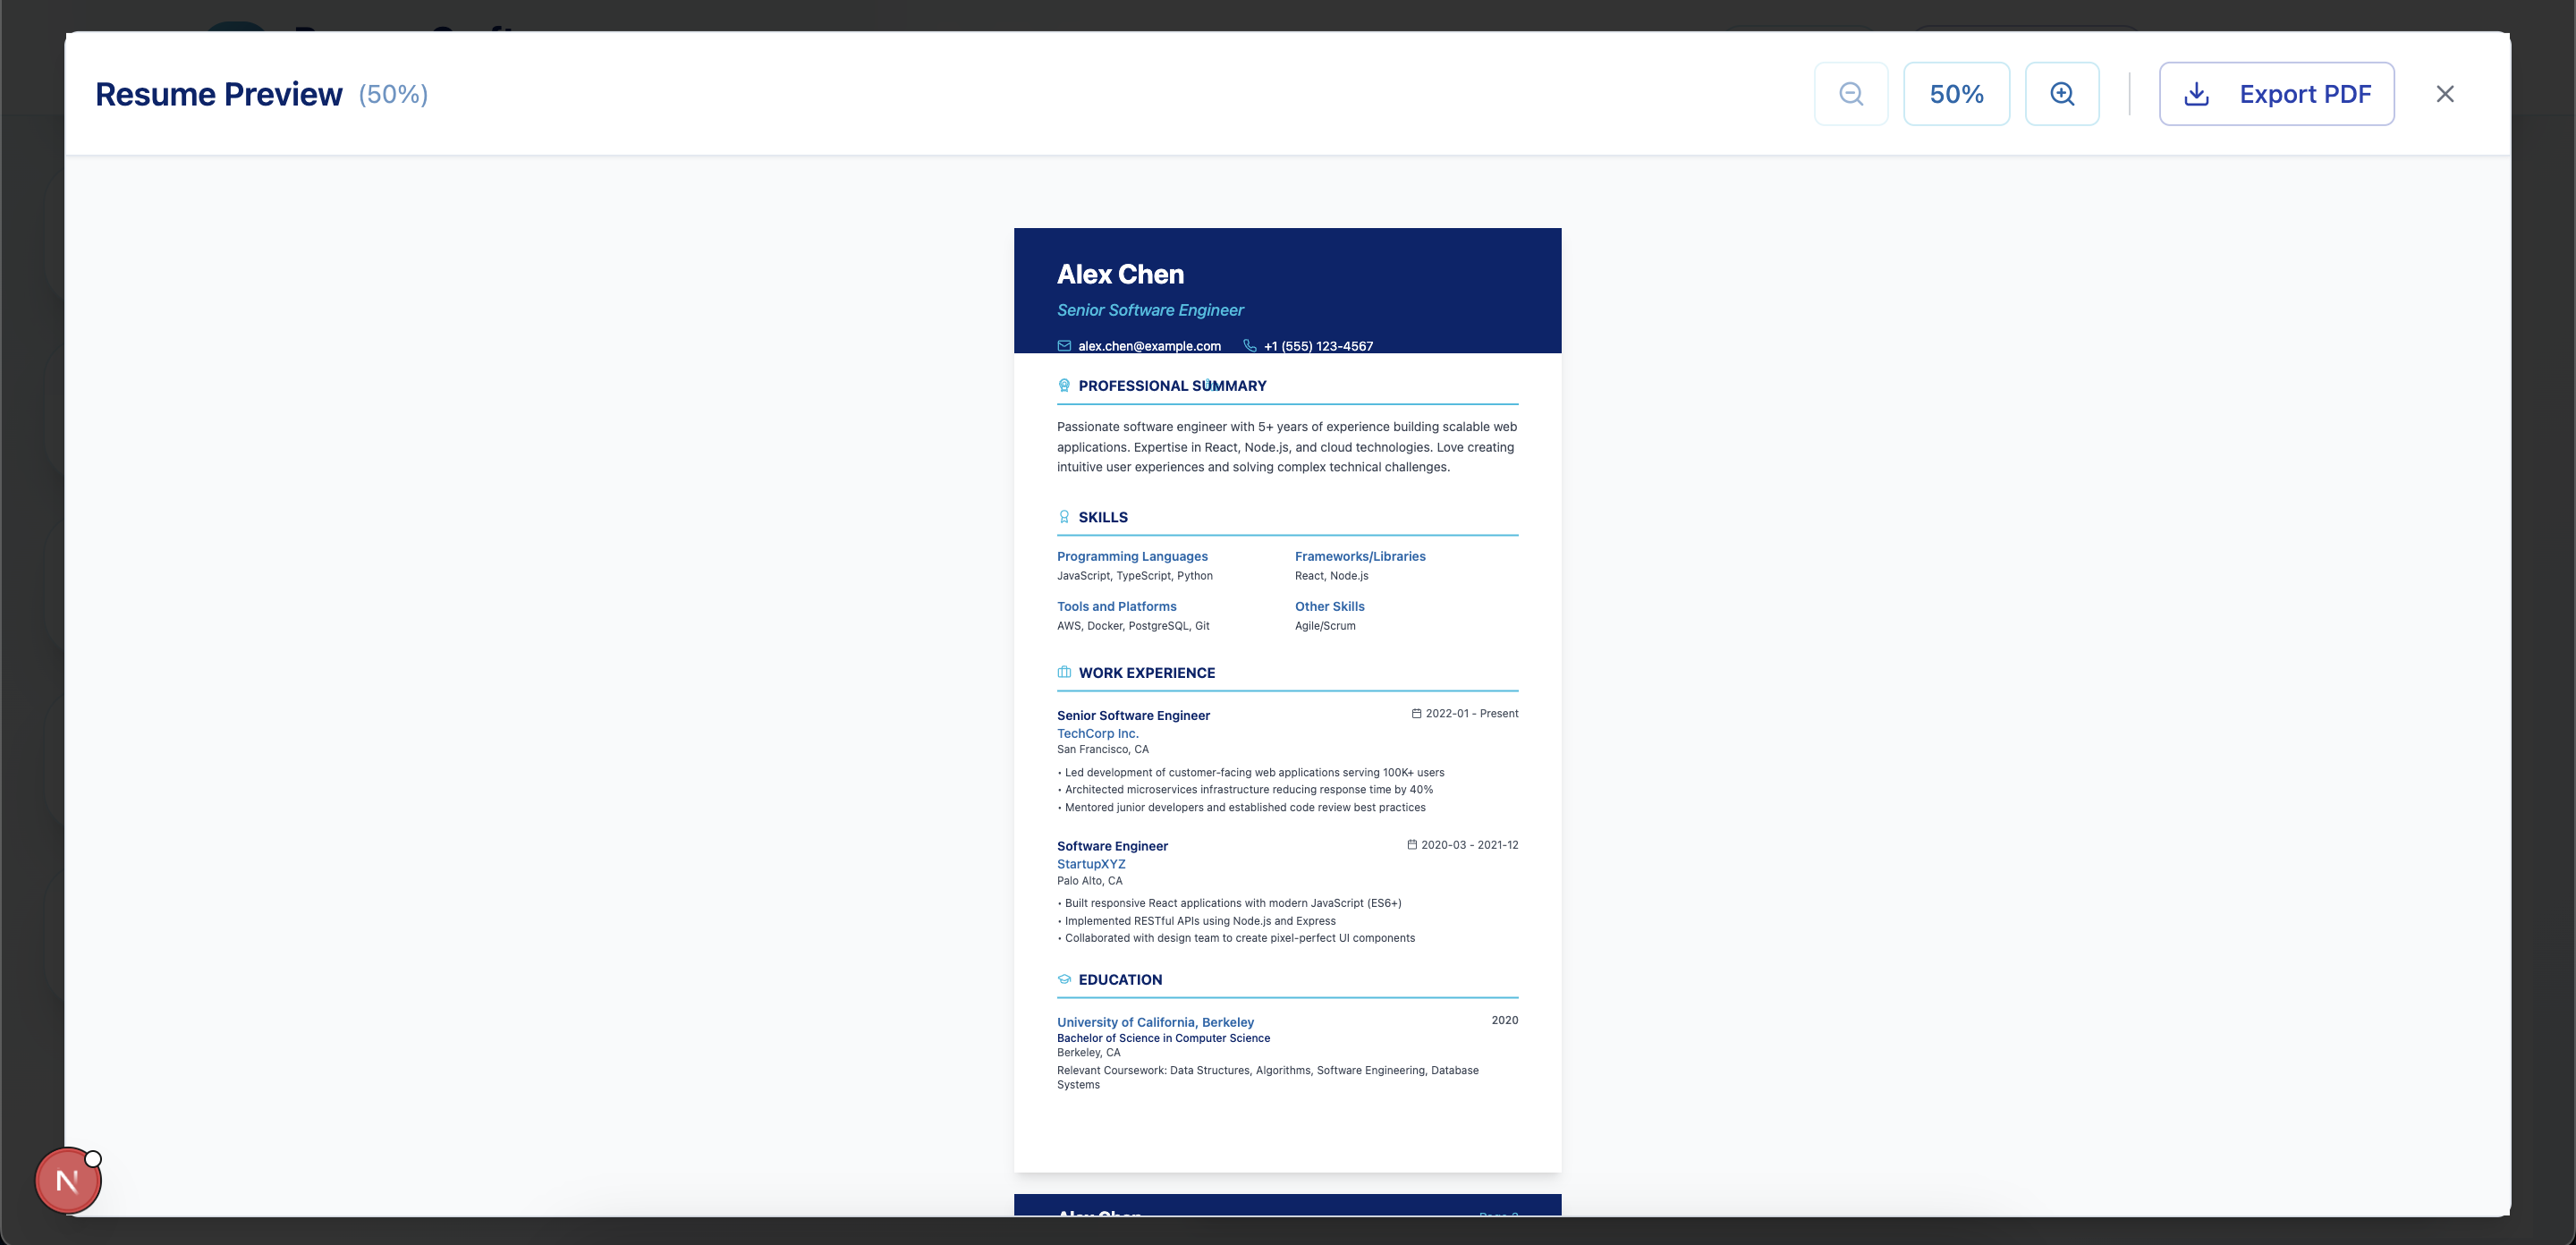 Resume Preview (50%)
50%
Export PDF
Alex Chen
Senior Software Engineer
alex.chen@example.com +1 (555) 123-4567
PROFESSIONAL SUMMARY
Passionate software engineer with 5+ years of experience building scalable web
applications. Expertise in React, Node.js, and cloud technologies. Love creating
intuitive user experiences and solving complex technical challenges.
SKILLS
Programming Languages
JavaScript, TypeScript, Python
Frameworks/Libraries
React, Node.js
Tools and Platforms
AWS, Docker, PostgreSQL, Git
Other Skills
Agile/Scrum
WORK EXPERIENCE
Senior Software Engineer 2022-01 - Present
TechCorp Inc.
San Francisco, CA
• Led development of customer-facing web applications serving 100K+ users
• Architected microservices infrastructure reducing response time by 40%
• Mentored junior developers and established code review best practices
Software Engineer 2020-03 - 2021-12
StartupXYZ
Palo Alto, CA
• Built responsive React applications with modern JavaScript (ES6+)
• Implemented RESTful APIs using Node.js and Express
• Collaborated with design team to create pixel-perfect UI components
EDUCATION
University of California, Berkeley 2020
Bachelor of Science in Computer Science
Berkeley, CA
Relevant Coursework: Data Structures, Algorithms, Software Engineering, Database
Systems
Alex Chen Page 2
N